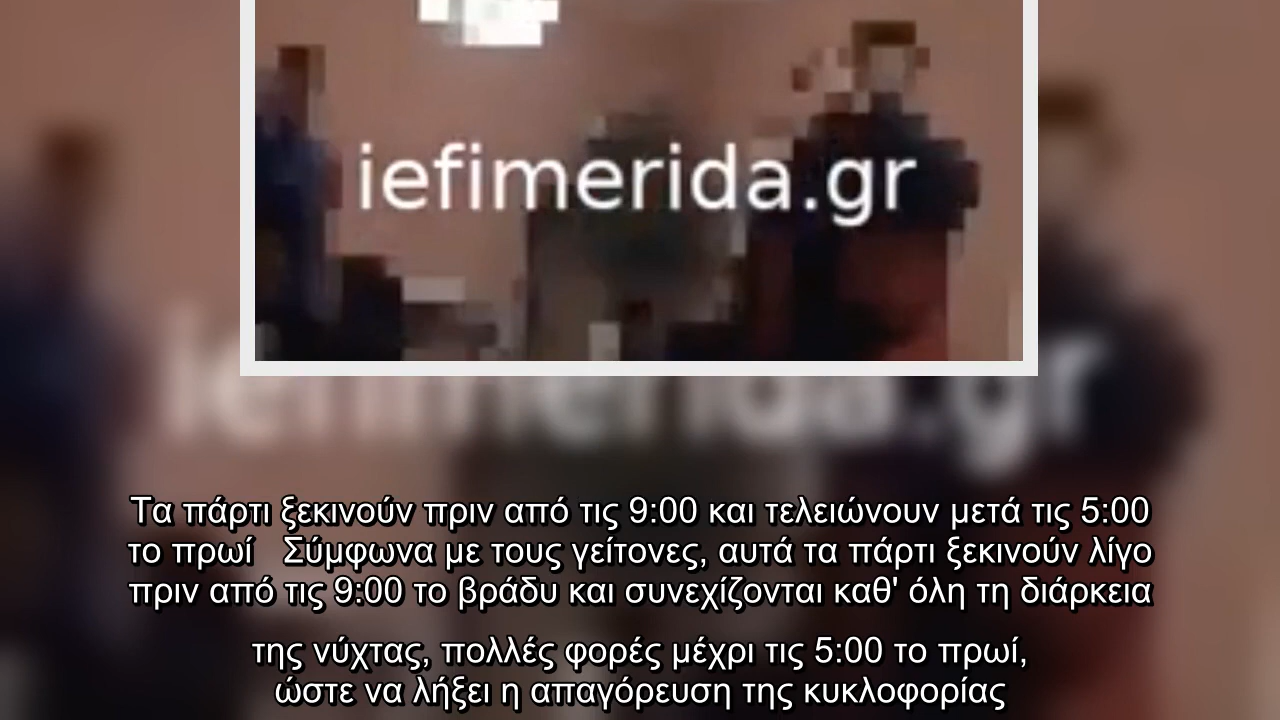 iefimerida.gr
iefimerida.gr
Τα πάρτι ξεκινούν πριν από τις 9:00 και τελειώνουν μετά τις 5:00
το πρωί   Σύμφωνα με τους γείτονες, αυτά τα πάρτι ξεκινούν λίγο
πριν από τις 9:00 το βράδυ και συνεχίζονται καθ' όλη τη διάρκεια
της νύχτας, πολλές φορές μέχρι τις 5:00 το πρωί,
ώστε να λήξει η απαγόρευση της κυκλοφορίας